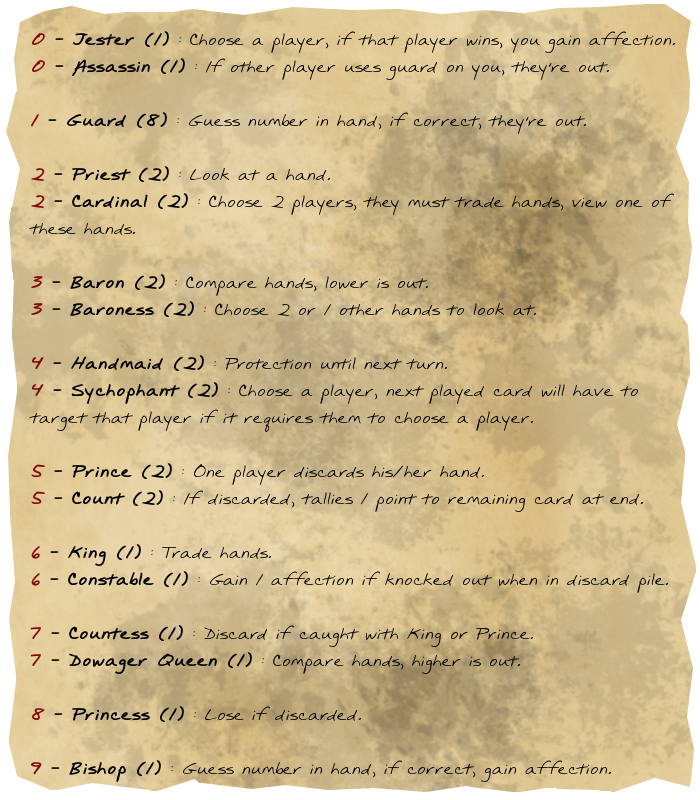 0 - Jester (1) : Choose a player, if that player wins, you gain affection.
0 - Assassin (1) : If other player uses guard on you, they're out.
1 - Guard (8) : Guess number in hand, if correct, they're out.
2 - Priest (2) : Look at a hand.
2 - Cardinal (2) : Choose 2 players, they must trade hands, view one of
these hands.
3 - Baron (2) : Compare hands, lower is out.
3 - Baroness (2) : Choose 2 or 1 other hands to look at.
4 - Handmaid (2) : Protection until next turn.
4 - Sychophant (2) : Choose a player, next played card will have to
target that player if it requires them to choose a player.
5 - Prince (2) : One player discards his/her hand.
5 - Count (2) : If discarded, tallies 1 point to remaining card at end.
6 - King (1) : Trade hands.
6 - Constable (1) : Gain 1 affection if knocked out when in discard pile.
7 - Countess (1) : Discard if caught with King or Prince.
7 - Dowager Queen (1) : Compare hands, higher is out.
8 - Princess (1) : Lose if discarded.
9 - Bishop (1) : Guess number in hand, if correct, gain affection.